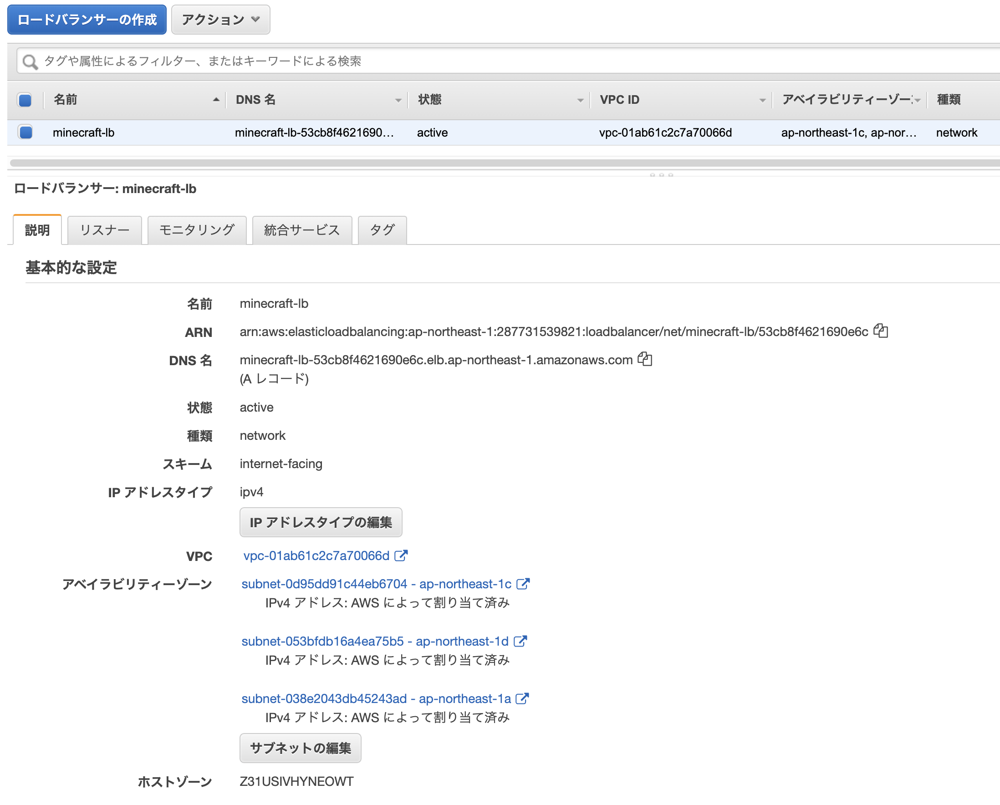 ロードバランサーの作成 アクション
タグや属性によるフィルター、またはキーワードによる検索
名前 DNS 名 状態 VPC ID アベイラビリティーゾー 種類
minecraft-lb minecraft-lb-53cb8f4621690… active vpc-01ab61c2c7a70066d ap-northeast-1c, ap-nor… network
ロードバランサー: minecraft-lb
説明 リスナー モニタリング 統合サービス タグ
基本的な設定
名前 minecraft-lb
ARN arn:aws:elasticloadbalancing:ap-northeast-1:287731539821:loadbalancer/net/minecraft-lb/53cb8f4621690e6c
DNS 名 minecraft-lb-53cb8f4621690e6c.elb.ap-northeast-1.amazonaws.com
(A レコード)
状態 active
種類 network
スキーム internet-facing
IP アドレスタイプ ipv4
IP アドレスタイプの編集
VPC vpc-01ab61c2c7a70066d
アベイラビリティーゾーン subnet-0d95dd91c44eb6704 - ap-northeast-1c
IPv4 アドレス: AWS によって割り当て済み
subnet-053bfdb16a4ea75b5 - ap-northeast-1d
IPv4 アドレス: AWS によって割り当て済み
subnet-038e2043db45243ad - ap-northeast-1a
IPv4 アドレス: AWS によって割り当て済み
サブネットの編集
ホストゾーン Z31USIVHYNEOWT